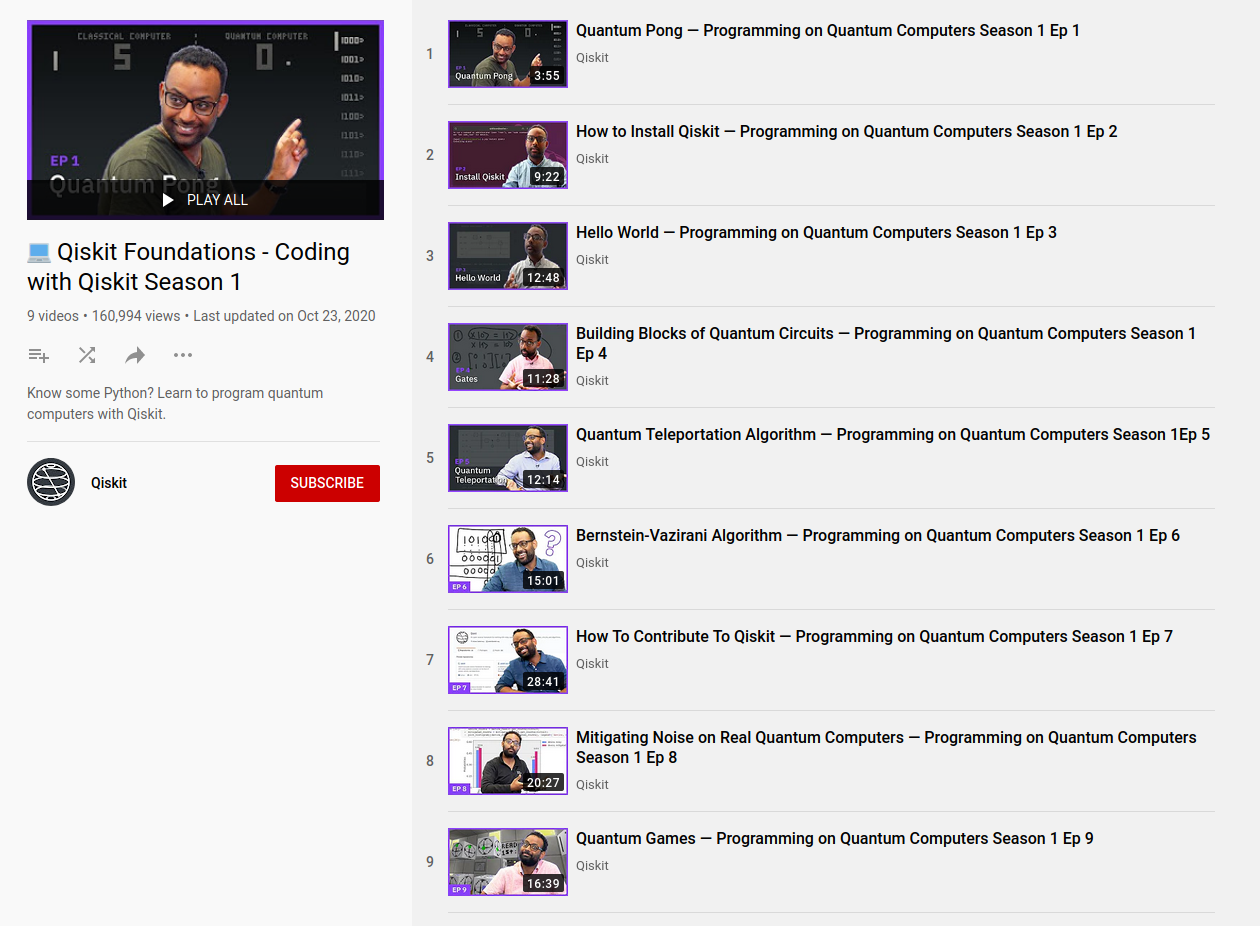 CLASSICAL COMPUTER
QUANTUM COMPUTER
5 0
|000>
|001>
|010>
|011>
|100>
|101>
|110>
EP 1
Quantum Pong
PLAY ALL
Qiskit Foundations - Coding
with Qiskit Season 1
9 videos • 160,994 views • Last updated on Oct 23, 2020
Know some Python? Learn to program quantum
computers with Qiskit.
Qiskit
SUBSCRIBE
1
Quantum Pong
3:55
Quantum Pong — Programming on Quantum Computers Season 1 Ep 1
Qiskit
2
Install Qiskit
9:22
How to Install Qiskit — Programming on Quantum Computers Season 1 Ep 2
Qiskit
3
Hello World
12:48
Hello World — Programming on Quantum Computers Season 1 Ep 3
Qiskit
4
Gates
11:28
Building Blocks of Quantum Circuits — Programming on Quantum Computers Season 1
Ep 4
Qiskit
5
EP 5
Quantum
Teleportation
12:14
Quantum Teleportation Algorithm — Programming on Quantum Computers Season 1Ep 5
Qiskit
6
EP 6
15:01
Bernstein-Vazirani Algorithm — Programming on Quantum Computers Season 1 Ep 6
Qiskit
7
EP 7
28:41
How To Contribute To Qiskit — Programming on Quantum Computers Season 1 Ep 7
Qiskit
8
EP 8
20:27
Mitigating Noise on Real Quantum Computers — Programming on Quantum Computers
Season 1 Ep 8
Qiskit
9
EP 9
16:39
Quantum Games — Programming on Quantum Computers Season 1 Ep 9
Qiskit